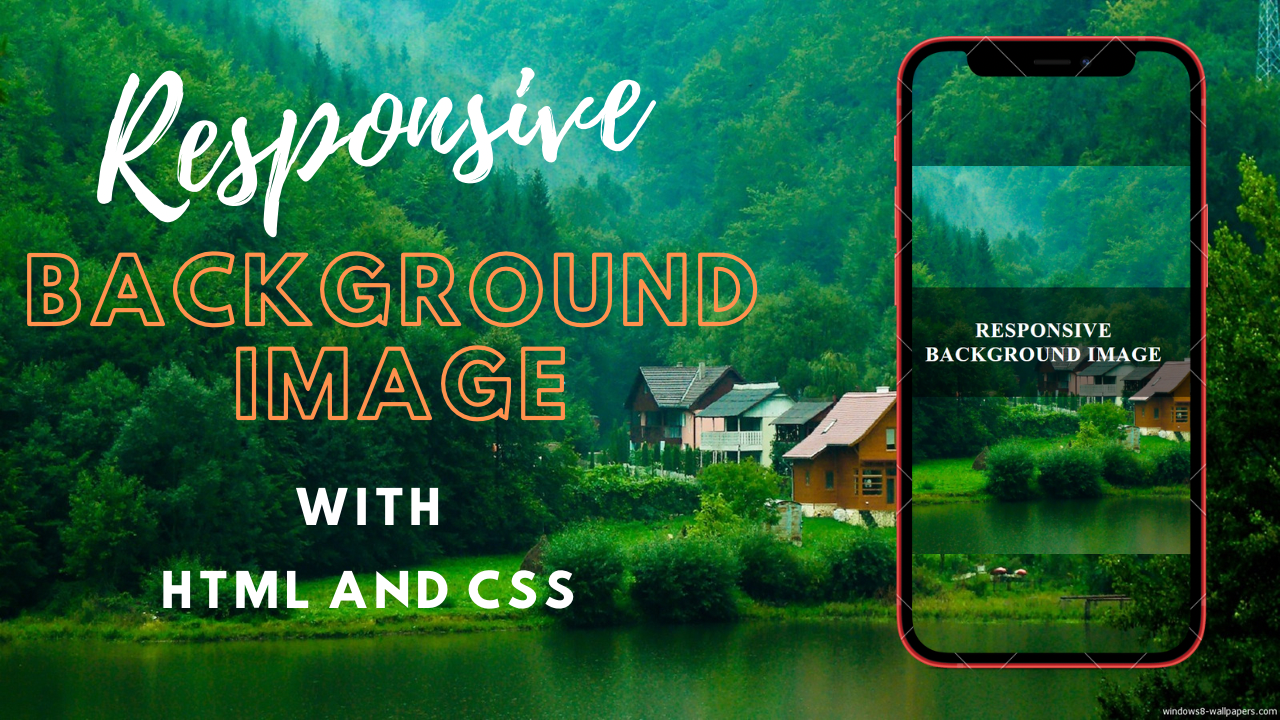 Responsive
BACKGROUND
IMAGE
WITH
HTML AND CSS
RESPONSIVE
BACKGROUND IMAGE
windows8-wallpapers.com